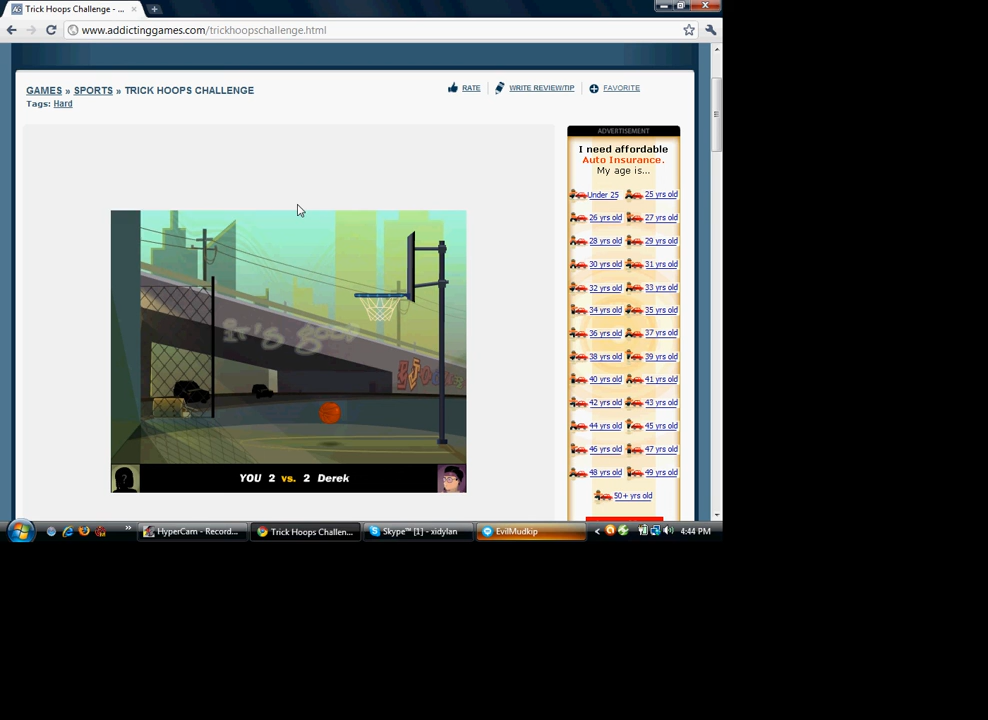 Trick Hoops Challenge - ...
www.addictinggames.com/trickhoopschallenge.html
GAMES » SPORTS » TRICK HOOPS CHALLENGE
RATE
WRITE REVIEW/TIP
FAVORITE
Tags: Hard
ADVERTISEMENT
I need affordable
Auto Insurance.
My age is...
Under 25 25 yrs old
26 yrs old 27 yrs old
28 yrs old 29 yrs old
30 yrs old 31 yrs old
32 yrs old 33 yrs old
34 yrs old 35 yrs old
36 yrs old 37 yrs old
38 yrs old 39 yrs old
40 yrs old 41 yrs old
42 yrs old 43 yrs old
44 yrs old 45 yrs old
46 yrs old 47 yrs old
48 yrs old 49 yrs old
50+ yrs old
it's good
YOU 2 vs. 2 Derek
HyperCam - Record...
Trick Hoops Challen...
Skype™ [1] - xidylan
EvilMudkip
4:44 PM